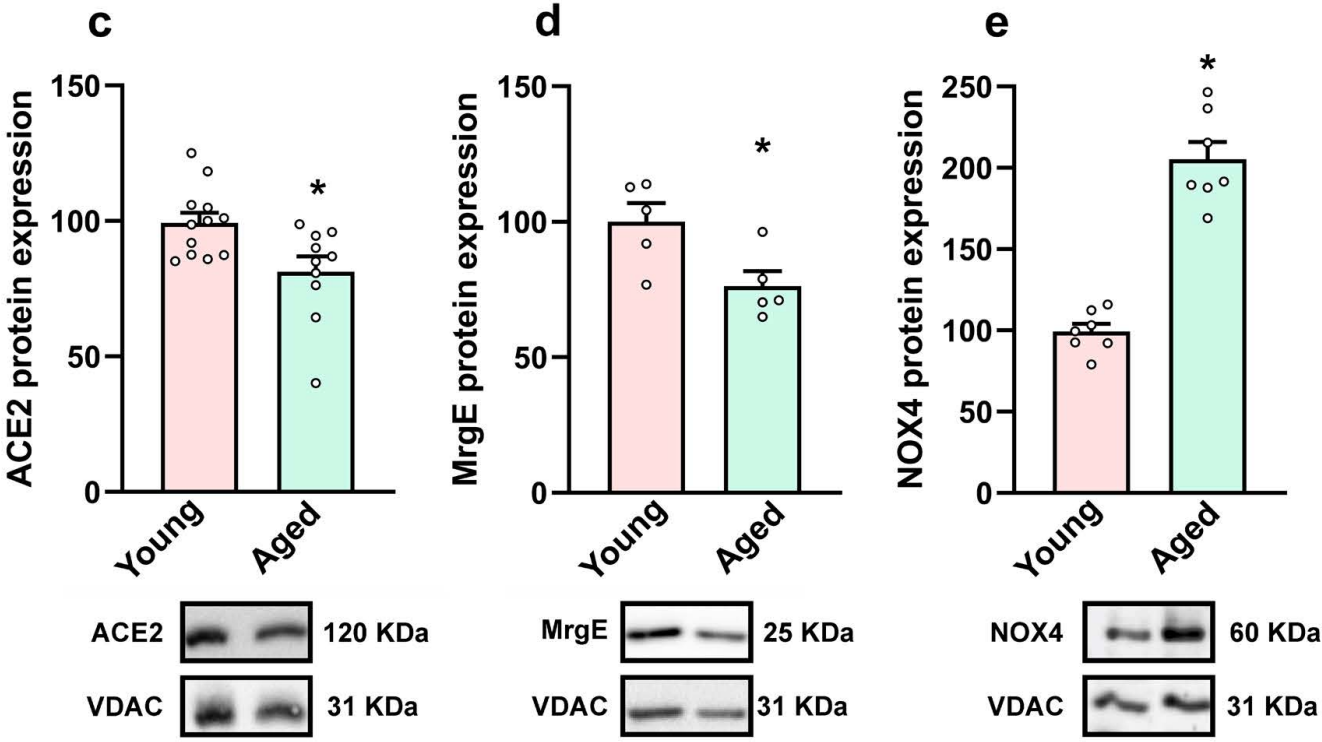 c
ACE2 protein expression
150
100
50
0
*
Young
Aged
ACE2
120 KDa
VDAC
31 KDa
d
MrgE protein expression
150
100
50
0
*
Young
Aged
MrgE
25 KDa
VDAC
31 KDa
e
NOX4 protein expression
250
200
150
100
50
0
*
Young
Aged
NOX4
60 KDa
VDAC
31 KDa